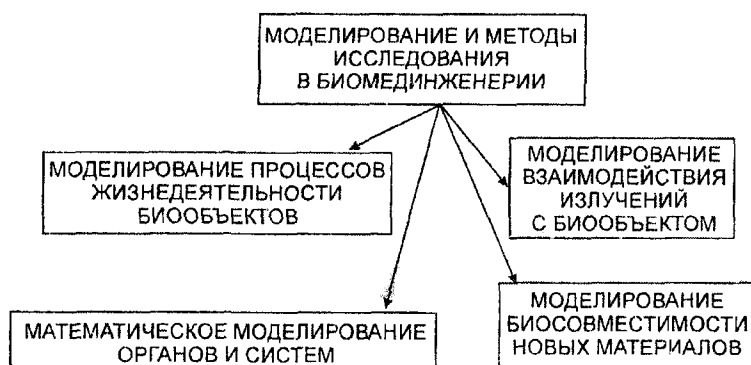 МОДЕЛИРОВАНИЕ И МЕТОДЫ
ИССЛЕДОВАНИЯ
В БИОМЕДИНЖЕНЕРИИ
МОДЕЛИРОВАНИЕ ПРОЦЕССОВ
ЖИЗНЕДЕЯТЕЛЬНОСТИ
БИООБЪЕКТОВ
МОДЕЛИРОВАНИЕ
ВЗАИМОДЕЙСТВИЯ
ИЗЛУЧЕНИЙ
С БИООБЪЕКТОМ
МАТЕМАТИЧЕСКОЕ МОДЕЛИРОВАНИЕ
ОРГАНОВ И СИСТЕМ
МОДЕЛИРОВАНИЕ
БИОСОВМЕСТИМОСТИ
НОВЫХ МАТЕРИАЛОВ